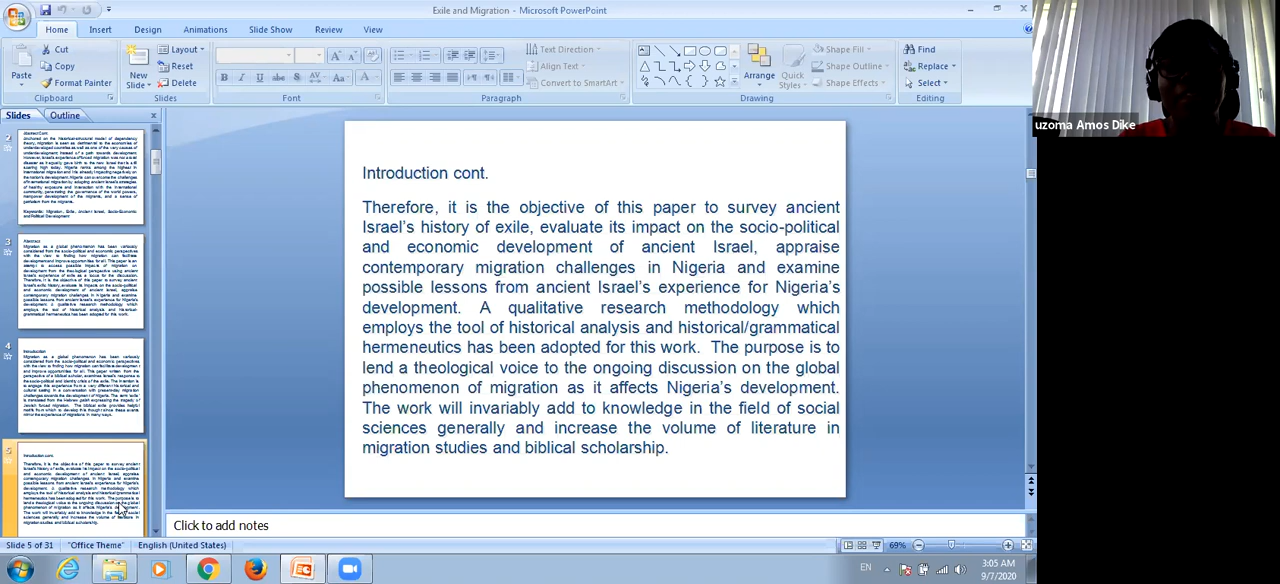 Exile and Migration - Microsoft PowerPoint
Home Insert Design Animations Slide Show Review View
Cut
Copy
Format Painter
Paste
Clipboard
New
Slide
Layout
Reset
Delete
Slides
Font
Paragraph
Text Direction
Align Text
Convert to SmartArt
Arrange
Quick
Styles
Shape Fill
Shape Outline
Shape Effects
Drawing
Find
Replace
Select
Editing
uzoma Amos Dike
Slides Outline
2
3
4
5
Introduction cont.
Therefore, it is the objective of this paper to survey ancient
Israel's history of exile, evaluate its impact on the socio-political
and economic development of ancient Israel, appraise
contemporary migration challenges in Nigeria and examine
possible lessons from ancient Israel's experience for Nigeria's
development. A qualitative research methodology which
employs the tool of historical analysis and historical/grammatical
hermeneutics has been adopted for this work. The purpose is to
lend a theological voice to the ongoing discussion on the global
phenomenon of migration as it affects Nigeria's development.
The work will invariably add to knowledge in the field of social
sciences generally and increase the volume of literature in
migration studies and biblical scholarship.
Click to add notes
Slide 5 of 31
"Office Theme"
English (United States)
69%
EN
3:05 AM
9/7/2020